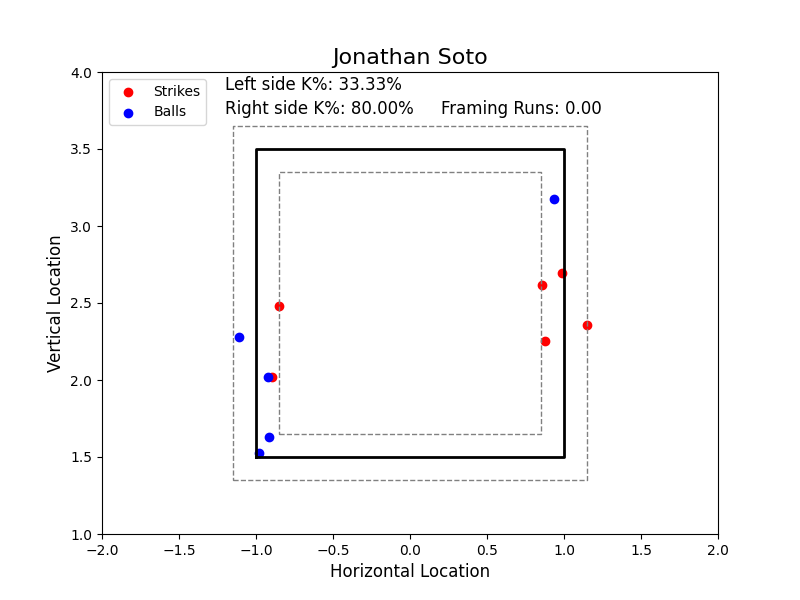 Jonathan Soto
Strikes
Balls
Left side K%: 33.33%
Right side K%: 80.00%
Framing Runs: 0.00
4.0
3.5
3.0
2.5
2.0
1.5
1.0
Vertical Location
−2.0
−1.5
−1.0
−0.5
0.0
0.5
1.0
1.5
2.0
Horizontal Location